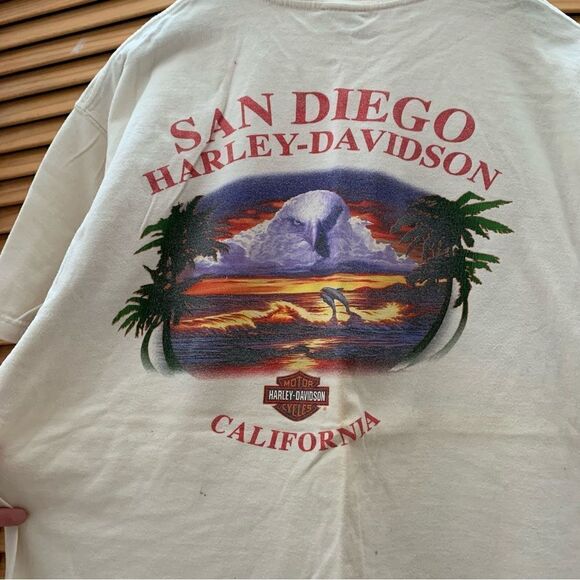 SAN DIEGO
HARLEY-DAVIDSON
MOTOR
HARLEY-DAVIDSON
CYCLES
CALIFORNIA